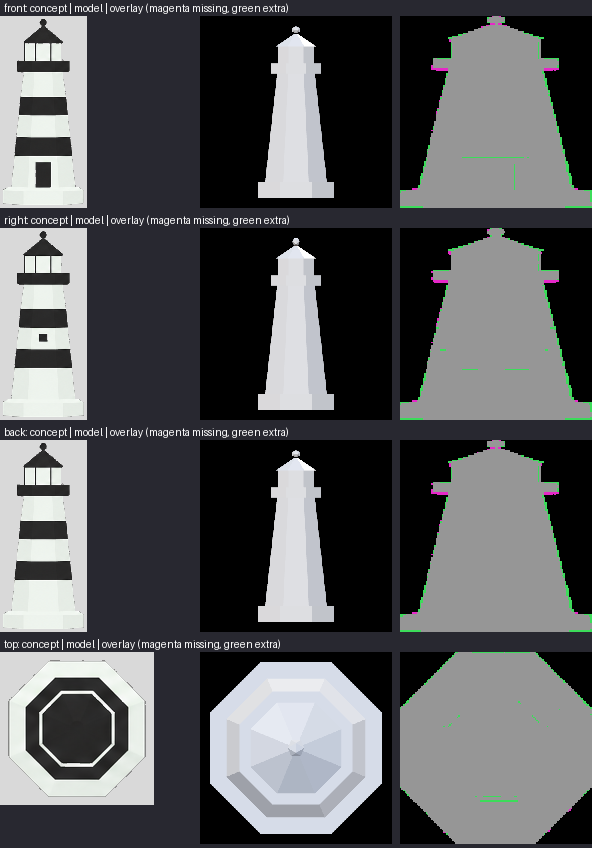 front: concept | model | overlay (magenta missing, green extra)
right: concept | model | overlay (magenta missing, green extra)
back: concept | model | overlay (magenta missing, green extra)
top: concept | model | overlay (magenta missing, green extra)